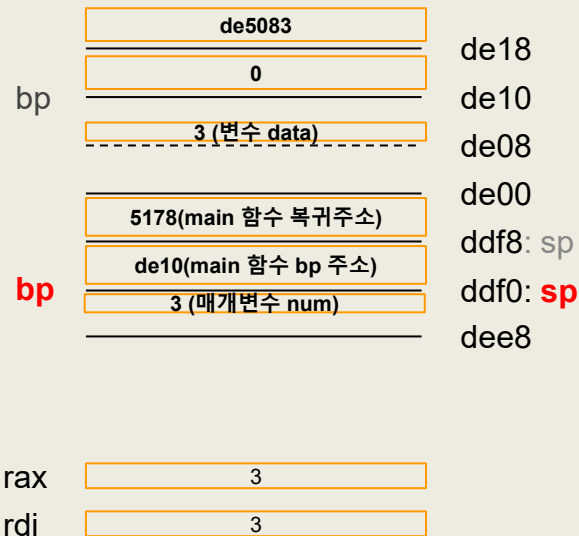 de5083
de18
0
bp
de10
3 (변수 data)
de08
de00
5178(main 함수 복귀주소)
ddf8: sp
de10(main 함수 bp 주소)
bp
ddf0: sp
3 (매개변수 num)
dee8
rax
3
rdi
3